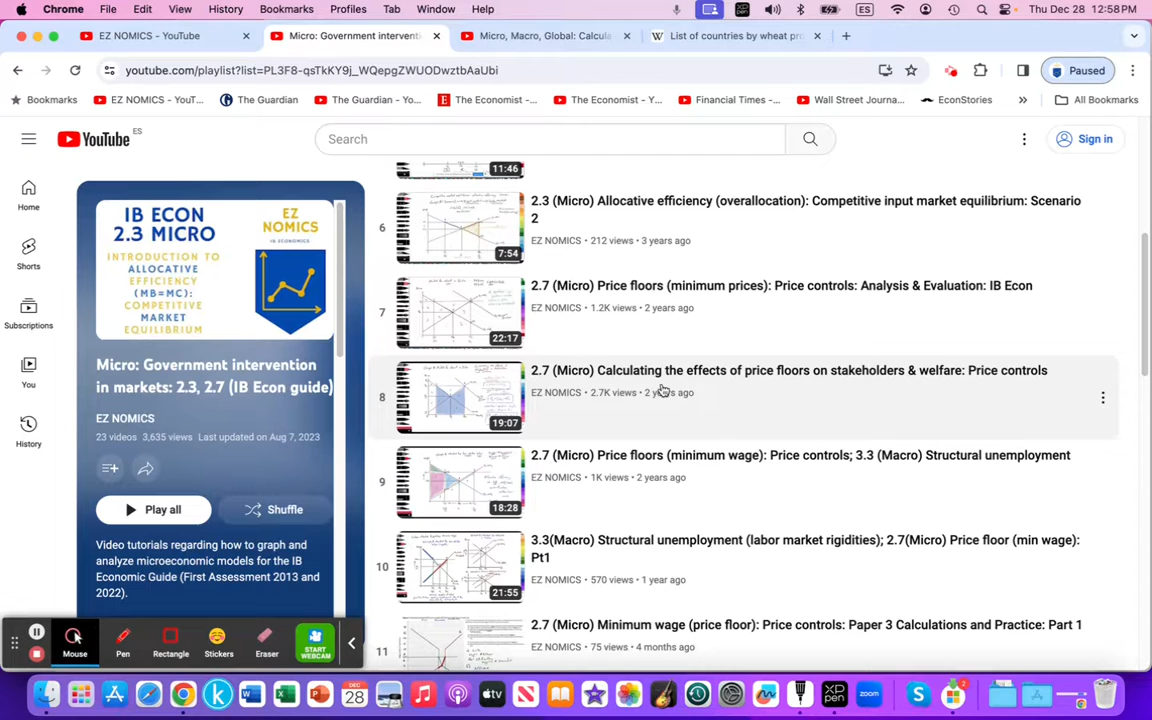 Chrome File Edit View History Bookmarks Profiles Tab Window Help ES Thu Dec 28 12:58 PM
EZ NOMICS - YouTube
Micro: Government interventi
Micro, Macro, Global: Calcula
List of countries by wheat pro
youtube.com/playlist?list=PL3F8-qsTkKY9j_WQepgZWUODwztbAaUbi
Paused
Bookmarks
EZ NOMICS - YouT...
The Guardian
The Guardian - Yo...
The Economist -...
The Economist - Y...
Financial Times -...
Wall Street Journa...
EconStories
All Bookmarks
YouTube ES
Search
Sign in
Home
Shorts
Subscriptions
You
History
IB ECON
2.3 MICRO
INTRODUCTION TO
ALLOCATIVE
EFFICIENCY
(MB=MC):
COMPETITIVE
MARKET
EQUILIBRIUM
EZ
NOMICS
IB ECONOMICS
Micro: Government intervention
in markets: 2.3, 2.7 (IB Econ guide)
EZ NOMICS
23 videos 3,635 views Last updated on Aug 7, 2023
Play all
Shuffle
Video tutorials regarding how to graph and
analyze microeconomic models for the IB
Economic Guide (First Assessment 2013 and
2022).
11:46
6
7:54
2.3 (Micro) Allocative efficiency (overallocation): Competitive input market equilibrium: Scenario
2
EZ NOMICS • 212 views • 3 years ago
7
22:17
2.7 (Micro) Price floors (minimum prices): Price controls: Analysis & Evaluation: IB Econ
EZ NOMICS • 1.2K views • 2 years ago
8
19:07
2.7 (Micro) Calculating the effects of price floors on stakeholders & welfare: Price controls
EZ NOMICS • 2.7K views • 2 years ago
9
18:28
2.7 (Micro) Price floors (minimum wage): Price controls; 3.3 (Macro) Structural unemployment
EZ NOMICS • 1K views • 2 years ago
10
21:55
3.3(Macro) Structural unemployment (labor market rigidities); 2.7(Micro) Price floor (min wage):
Pt1
EZ NOMICS • 570 views • 1 year ago
11
2.7 (Micro) Minimum wage (price floor): Price controls: Paper 3 Calculations and Practice: Part 1
EZ NOMICS • 75 views • 4 months ago
Mouse
Pen
Rectangle
Stickers
Eraser
START
WEBCAM
DEC
28
tv
zoom